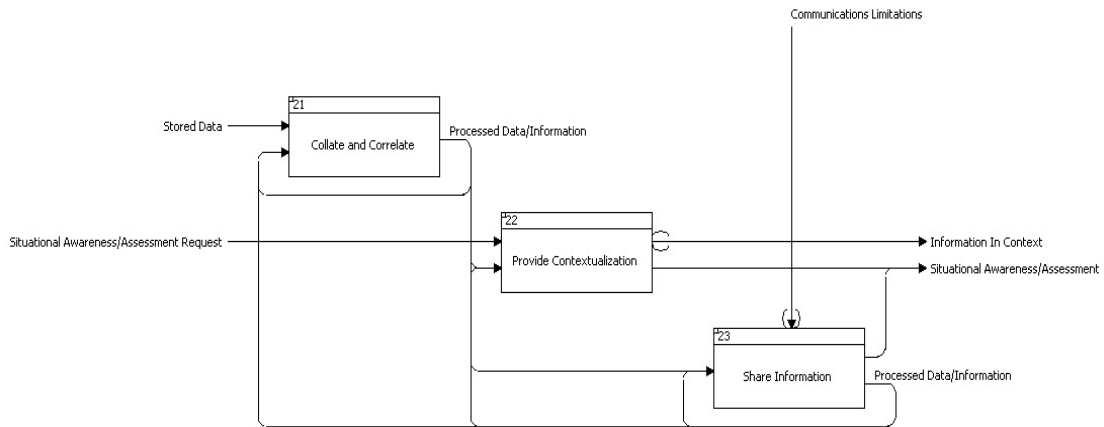 Communications Limitations
21
Stored Data
Collate and Correlate
Processed Data/Information
22
Situational Awareness/Assessment Request
Provide Contextualization
Information In Context
Situational Awareness/Assessment
23
Share Information
Processed Data/Information